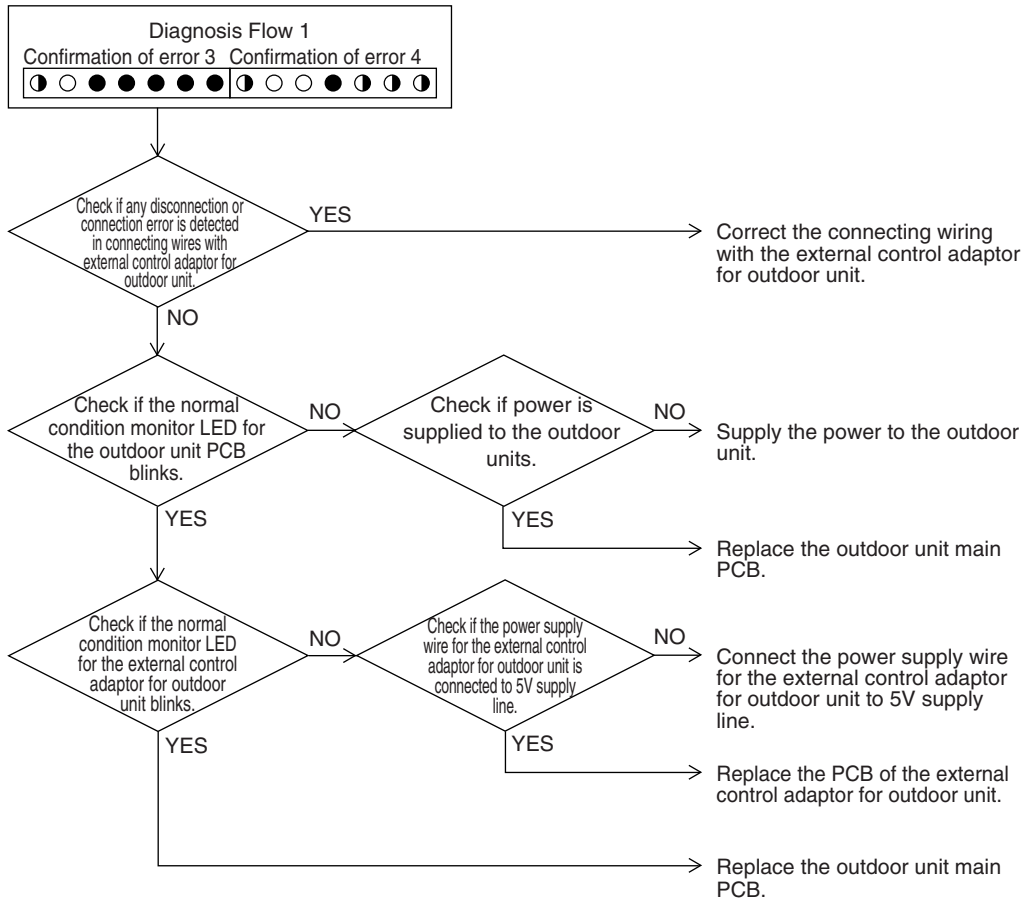 Diagnosis Flow 1
Confirmation of error 3 Confirmation of error 4
Check if any disconnection or
connection error is detected
in connecting wires with
external control adaptor for
outdoor unit.
YES
Correct the connecting wiring
with the external control adaptor
for outdoor unit.
NO
Check if the normal
condition monitor LED for
the outdoor unit PCB
blinks.
NO
Check if power is
supplied to the outdoor
units.
NO
Supply the power to the outdoor
unit.
YES
YES
Replace the outdoor unit main
PCB.
Check if the normal
condition monitor LED
for the external control
adaptor for outdoor
unit blinks.
NO
Check if the power supply
wire for the external control
adaptor for outdoor unit is
connected to 5V supply
line.
NO
Connect the power supply wire
for the external control adaptor
for outdoor unit to 5V supply
line.
YES
YES
Replace the PCB of the external
control adaptor for outdoor unit.
Replace the outdoor unit main
PCB.